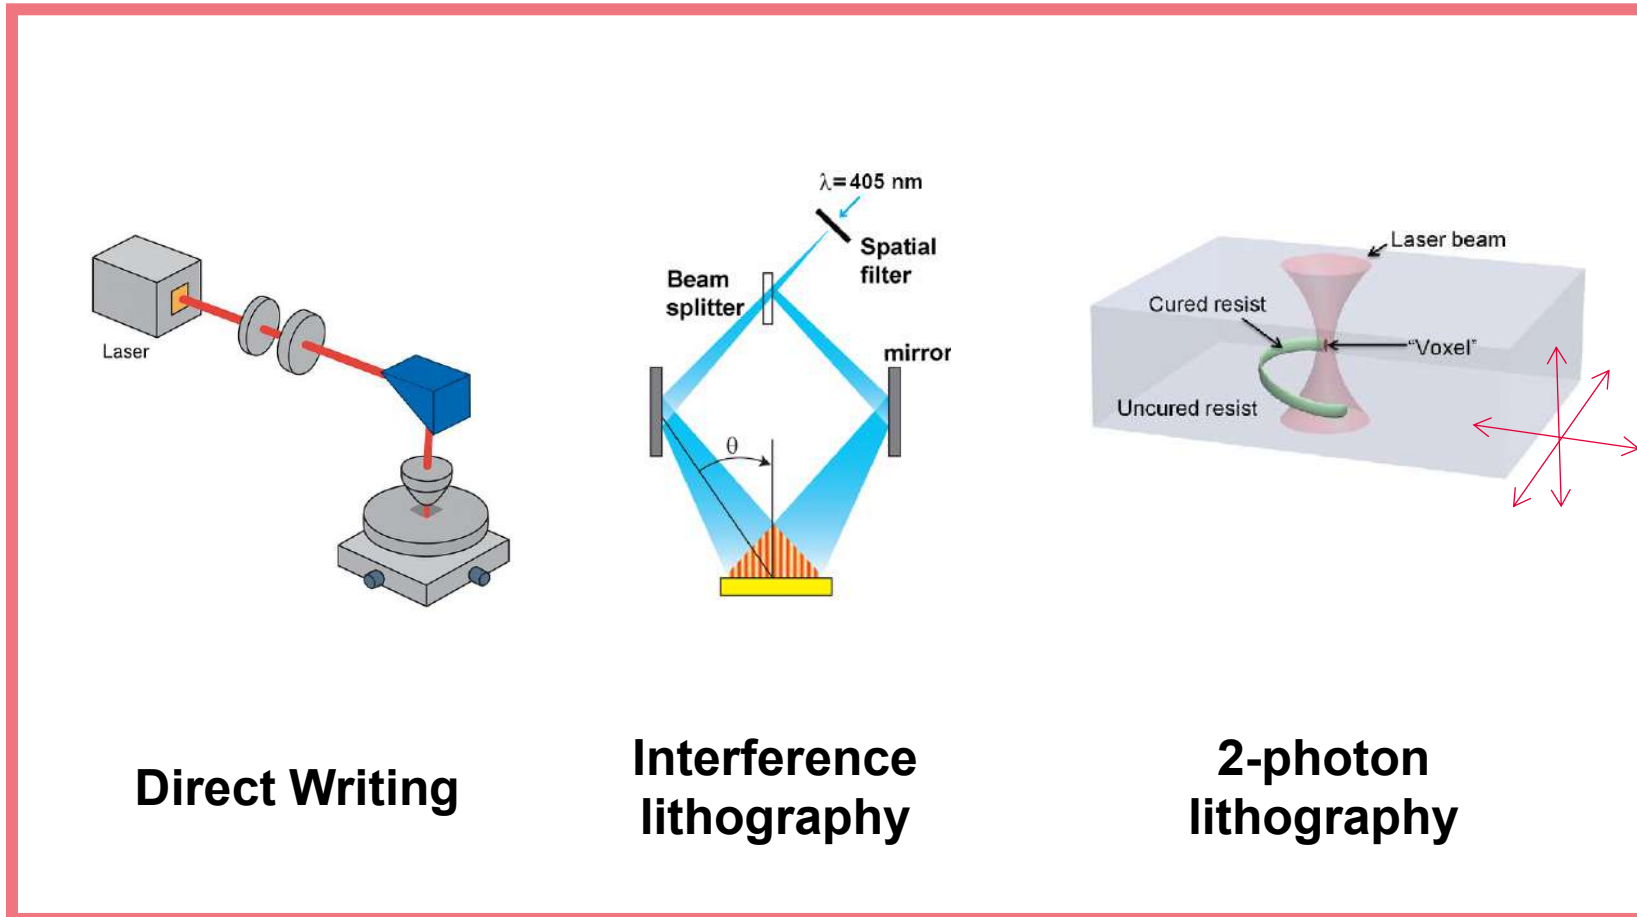 Laser
Direct Writing
λ=405 nm
Spatial
filter
Beam
splitter
mirror
θ
Interference
lithography
Laser beam
Cured resist
"Voxel"
Uncured resist
2-photon
lithography